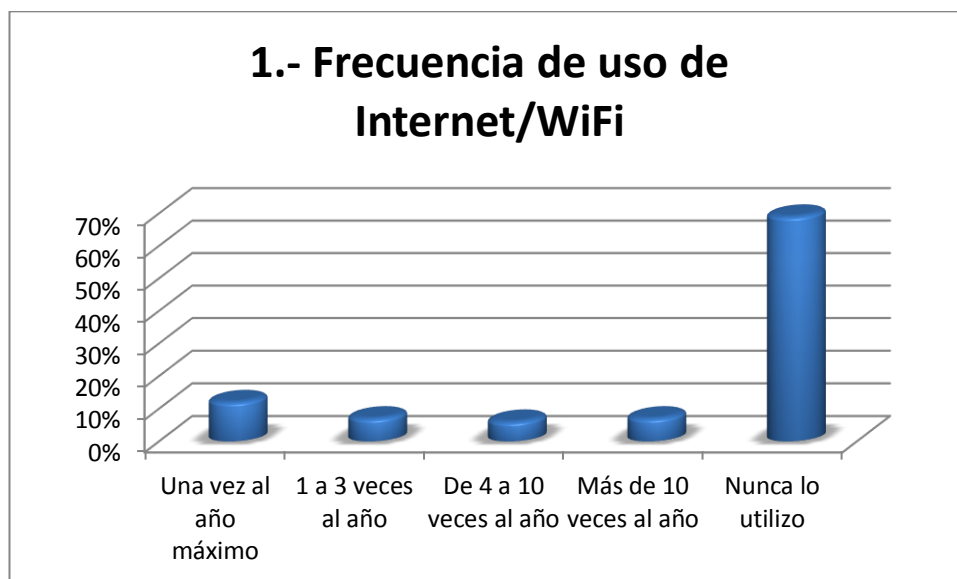 1.- Frecuencia de uso de
Internet/WiFi
70%
60%
50%
40%
30%
20%
10%
0%
Una vez al
año
máximo
1 a 3 veces
al año
De 4 a 10
veces al año
Más de 10
veces al año
Nunca lo
utilizo